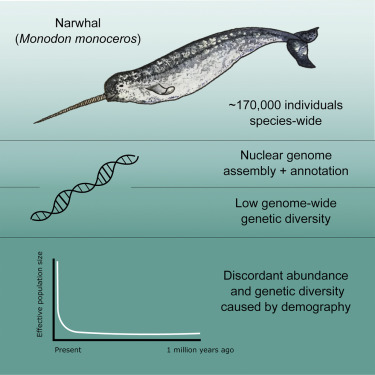 Narwhal
(Monodon monoceros)
~170,000 individuals
species-wide
Nuclear genome
assembly + annotation
Low genome-wide
genetic diversity
Discordant abundance
and genetic diversity
caused by demography
Effective population size
Present
1 million years ago